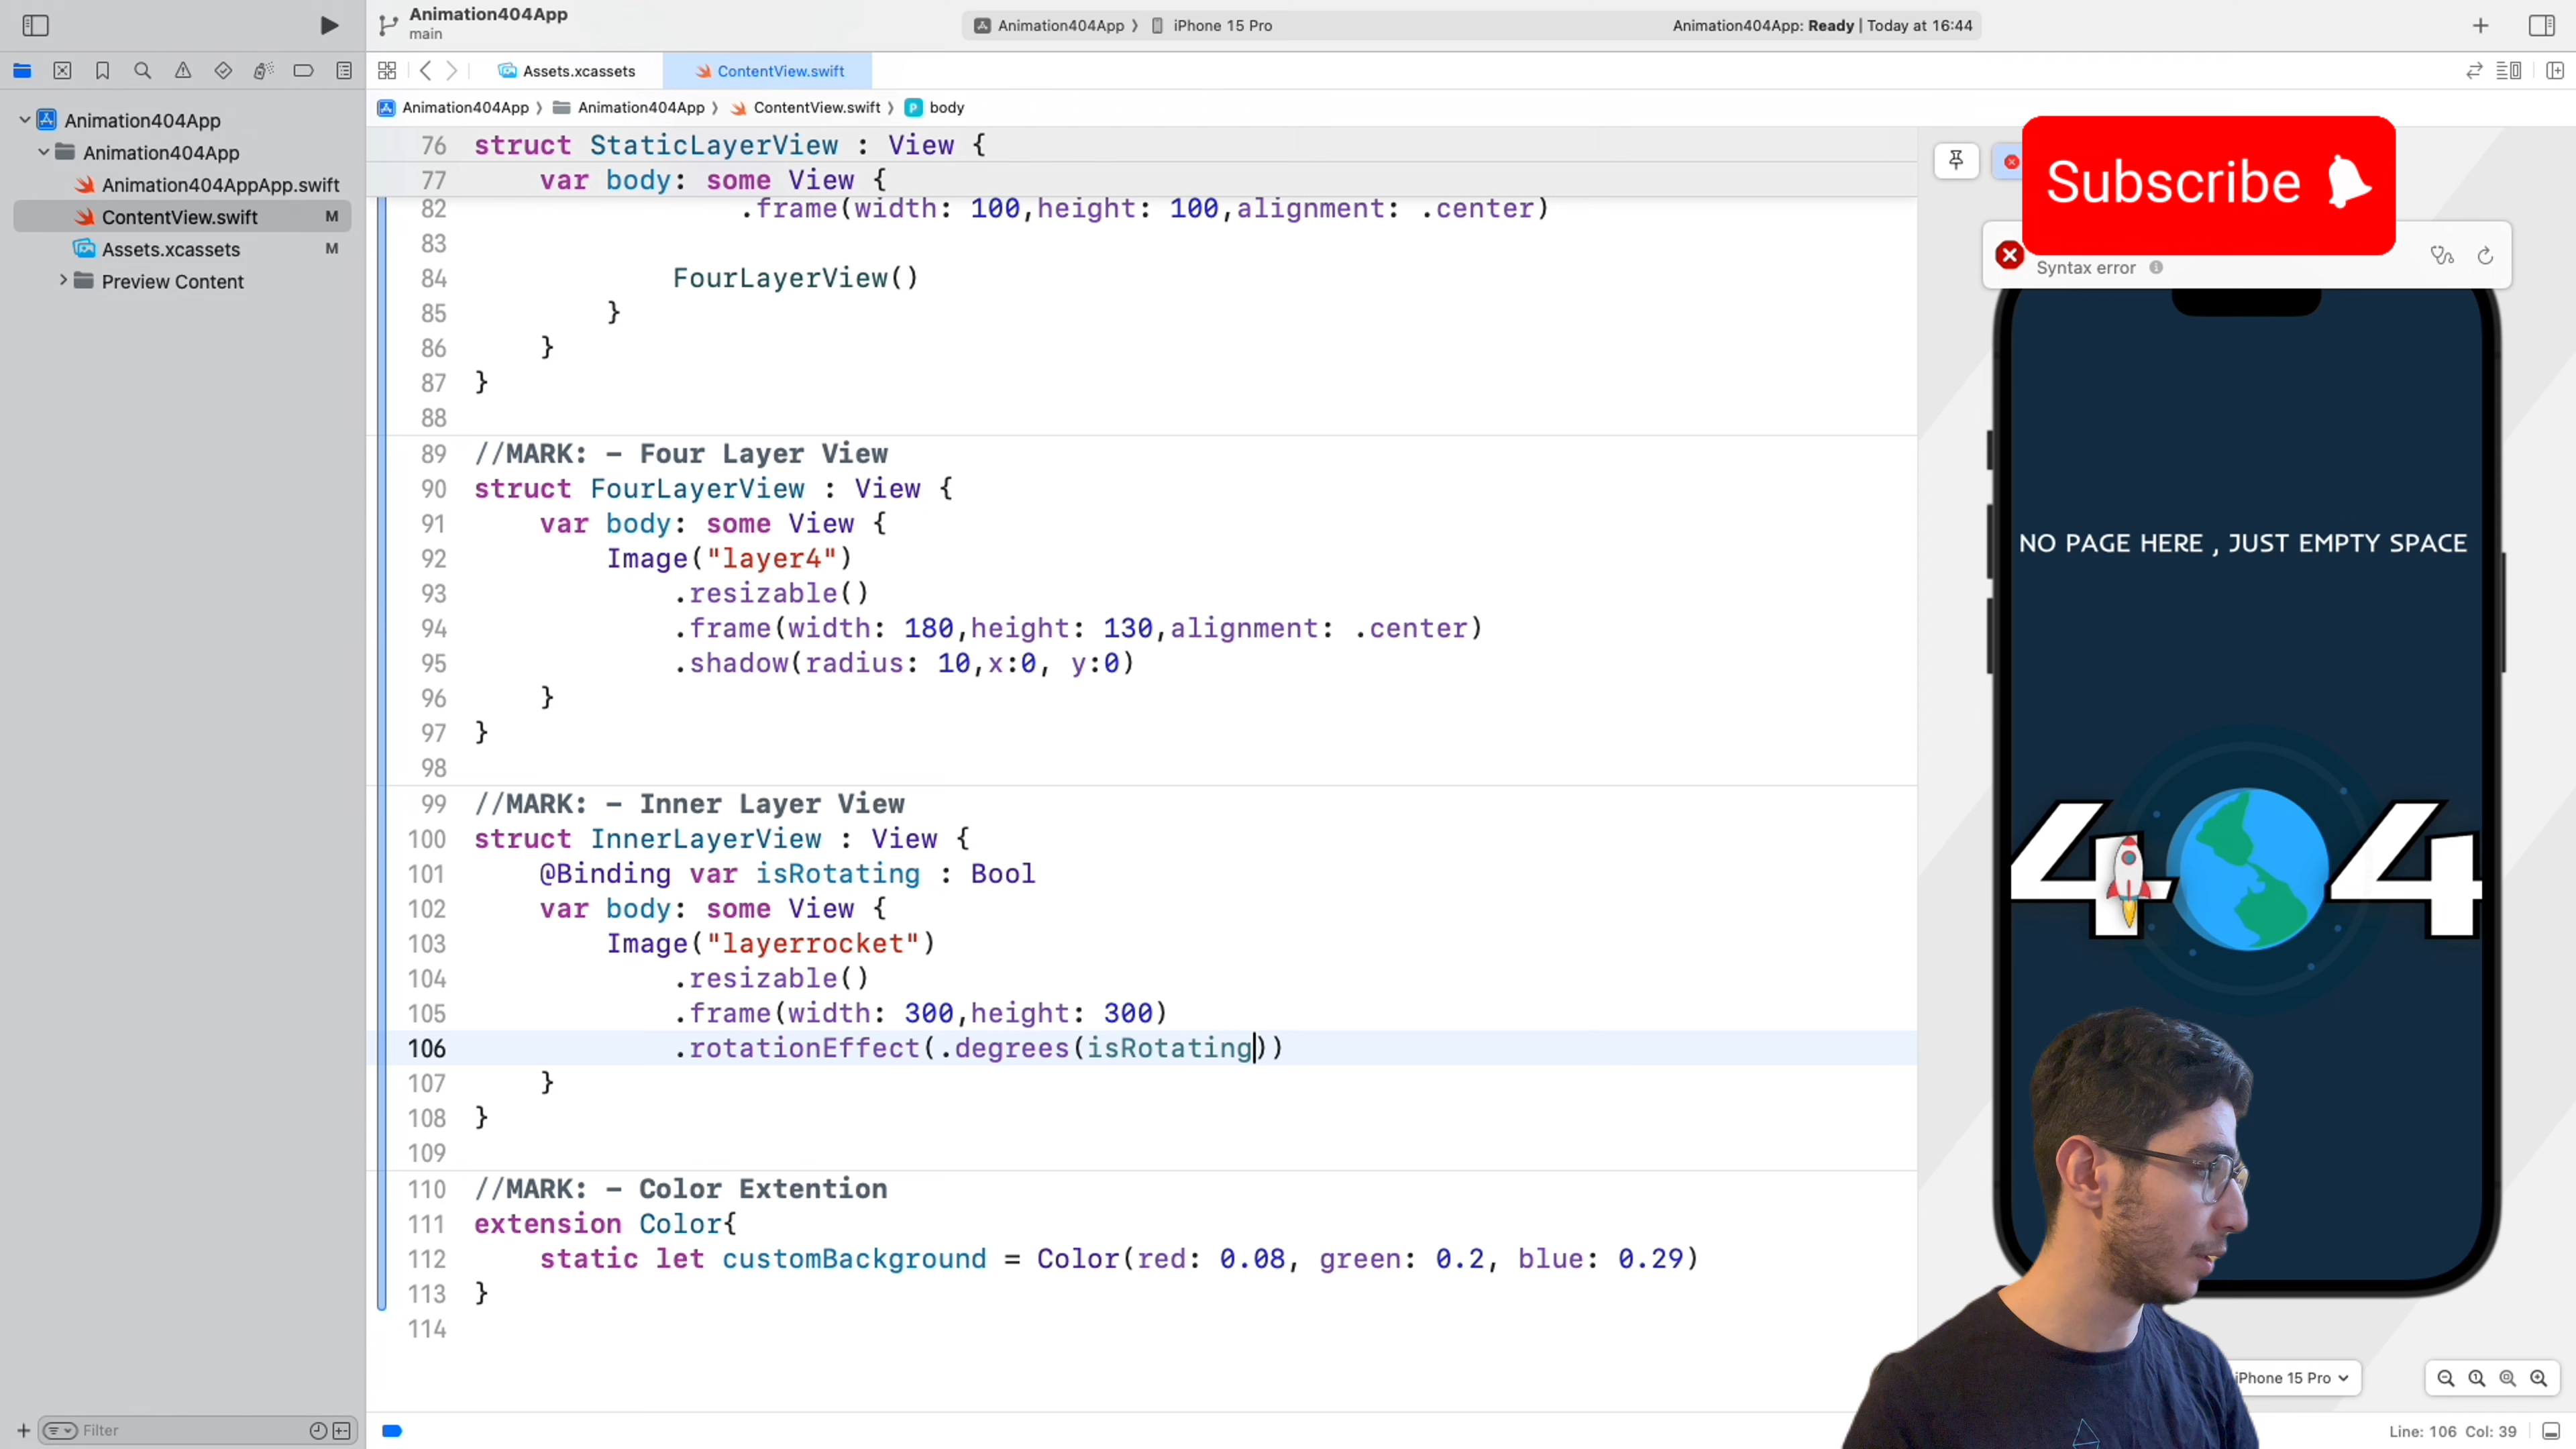 Animation404App
main
Animation404App
iPhone 15 Pro
Animation404App: Ready | Today at 16:44
Assets.xcassets
ContentView.swift
Animation404App
Animation404App
ContentView.swift
P
body
Animation404App
Animation404App
Animation404AppApp.swift
ContentView.swift M
Assets.xcassets M
Preview Content
76 struct StaticLayerView : View {
77 var body: some View {
82 .frame(width: 100,height: 100,alignment: .center)
83
84 FourLayerView()
85 }
86 }
87 }
88
89 //MARK: - Four Layer View
90 struct FourLayerView : View {
91 var body: some View {
92 Image("layer4")
93 .resizable()
94 .frame(width: 180,height: 130,alignment: .center)
95 .shadow(radius: 10,x:0, y:0)
96 }
97 }
98
99 //MARK: - Inner Layer View
100 struct InnerLayerView : View {
101 @Binding var isRotating : Bool
102 var body: some View {
103 Image("layerrocket")
104 .resizable()
105 .frame(width: 300,height: 300)
106 .rotationEffect(.degrees(isRotating))
107 }
108 }
109
110 //MARK: - Color Extention
111 extension Color{
112 static let customBackground = Color(red: 0.08, green: 0.2, blue: 0.29)
113 }
114
Subscribe
Syntax error
NO PAGE HERE , JUST EMPTY SPACE
4 4
iPhone 15 Pro
Filter
Line: 106 Col: 39